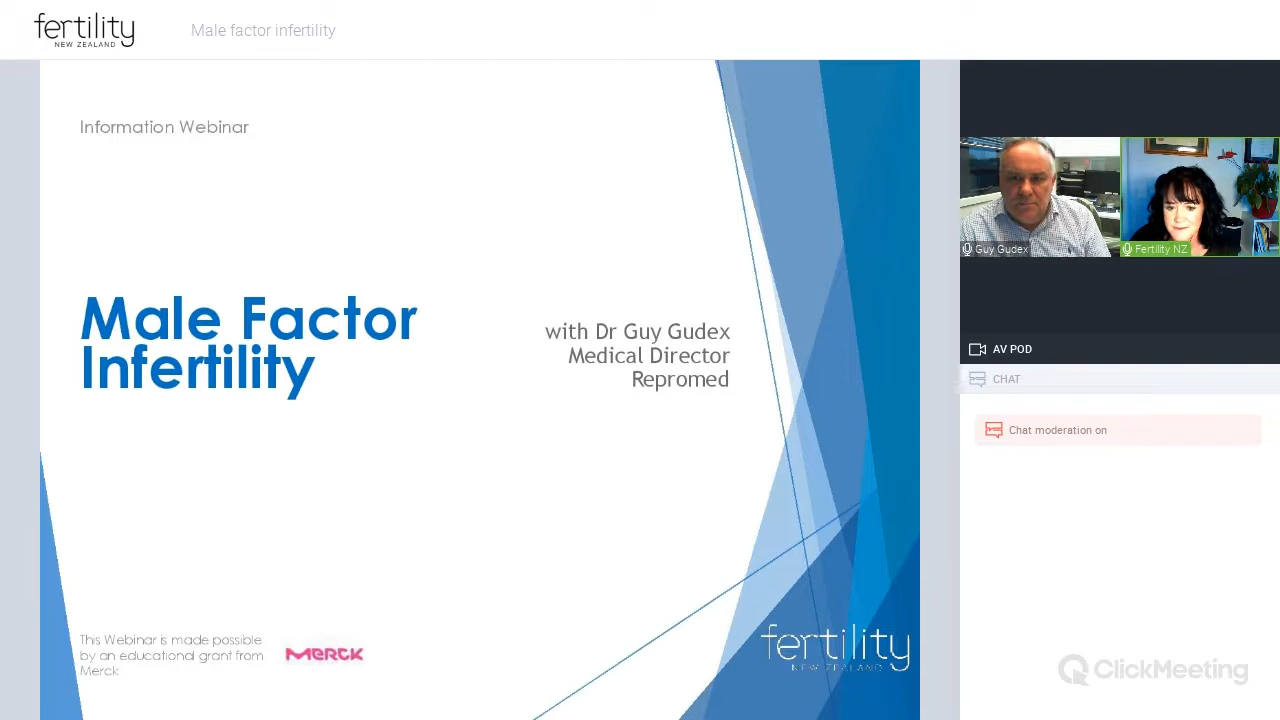 fertility
NEW ZEALAND
Male factor infertility
Information Webinar
Male Factor
Infertility
with Dr Guy Gudex
Medical Director
Repromed
This Webinar is made possible
by an educational grant from
Merck
MERCK
fertility
NEW ZEALAND
Guy Gudex
Fertility NZ
AV POD
CHAT
Chat moderation on
ClickMeeting